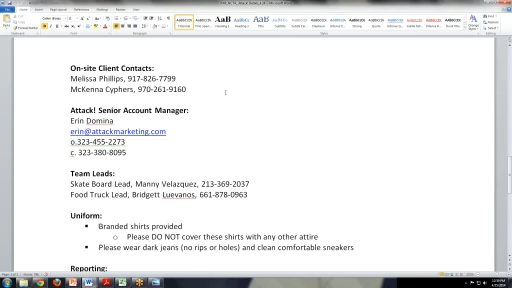 On-site Client Contacts:
Melissa Phillips, 917-826-7799
McKenna Cyphers, 970-261-9160
Attack! Senior Account Manager:
Erin Domina
erin@attackmarketing.com
o.323-455-2273
c. 323-380-8095
Team Leads:
Skate Board Lead, Manny Velazquez, 213-369-2037
Food Truck Lead, Bridgett Luevanos, 661-878-0963
Uniform:
▪ Branded shirts provided
o Please DO NOT cover these shirts with any other attire
▪ Please wear dark jeans (no rips or holes) and clean comfortable sneakers
Reporting: